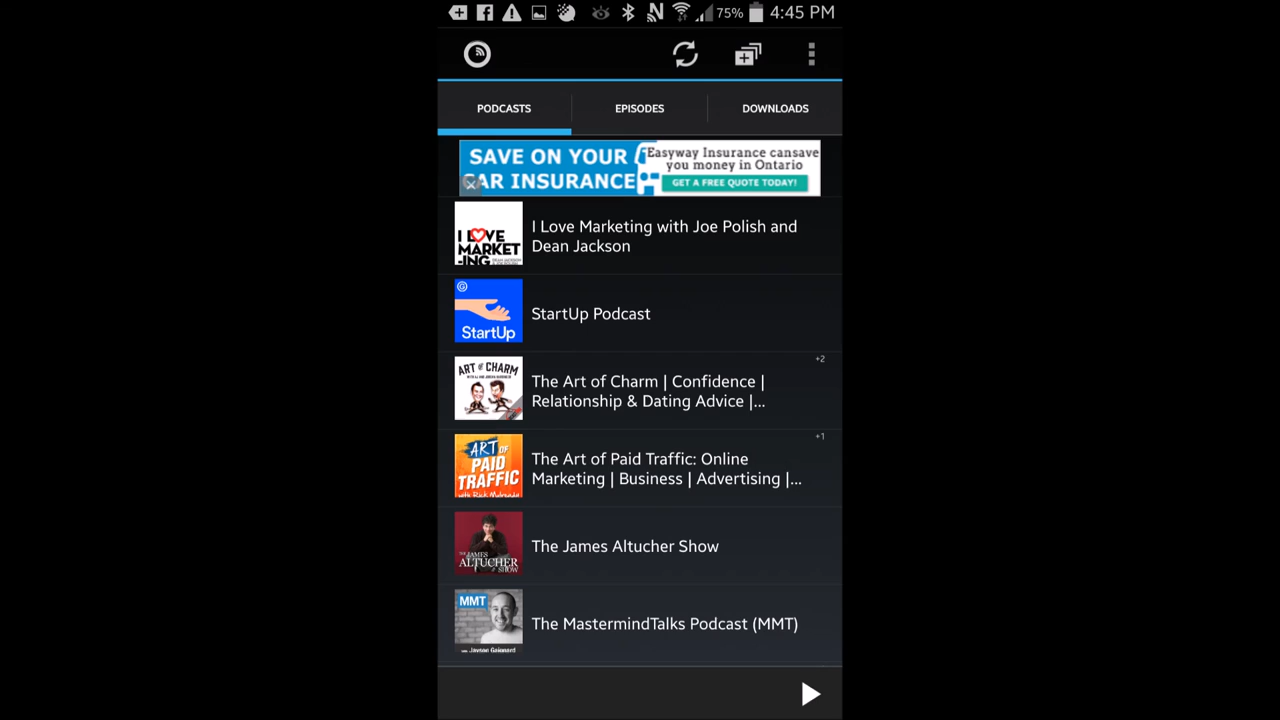 75% 4:45 PM
PODCASTS EPISODES DOWNLOADS
SAVE ON YOUR
CAR INSURANCE
Easyway Insurance cansave
you money in Ontario
GET A FREE QUOTE TODAY!
I LOVE
MARKET
-ING
I Love Marketing with Joe Polish and
Dean Jackson
StartUp
StartUp Podcast
+2
ART of CHARM
The Art of Charm | Confidence |
Relationship & Dating Advice |...
+1
ART OF
PAID
TRAFFIC
The Art of Paid Traffic: Online
Marketing | Business | Advertising |...
THE JAMES
ALTUCHER
SHOW
The James Altucher Show
MMT
Jayson Gaignard
The MastermindTalks Podcast (MMT)